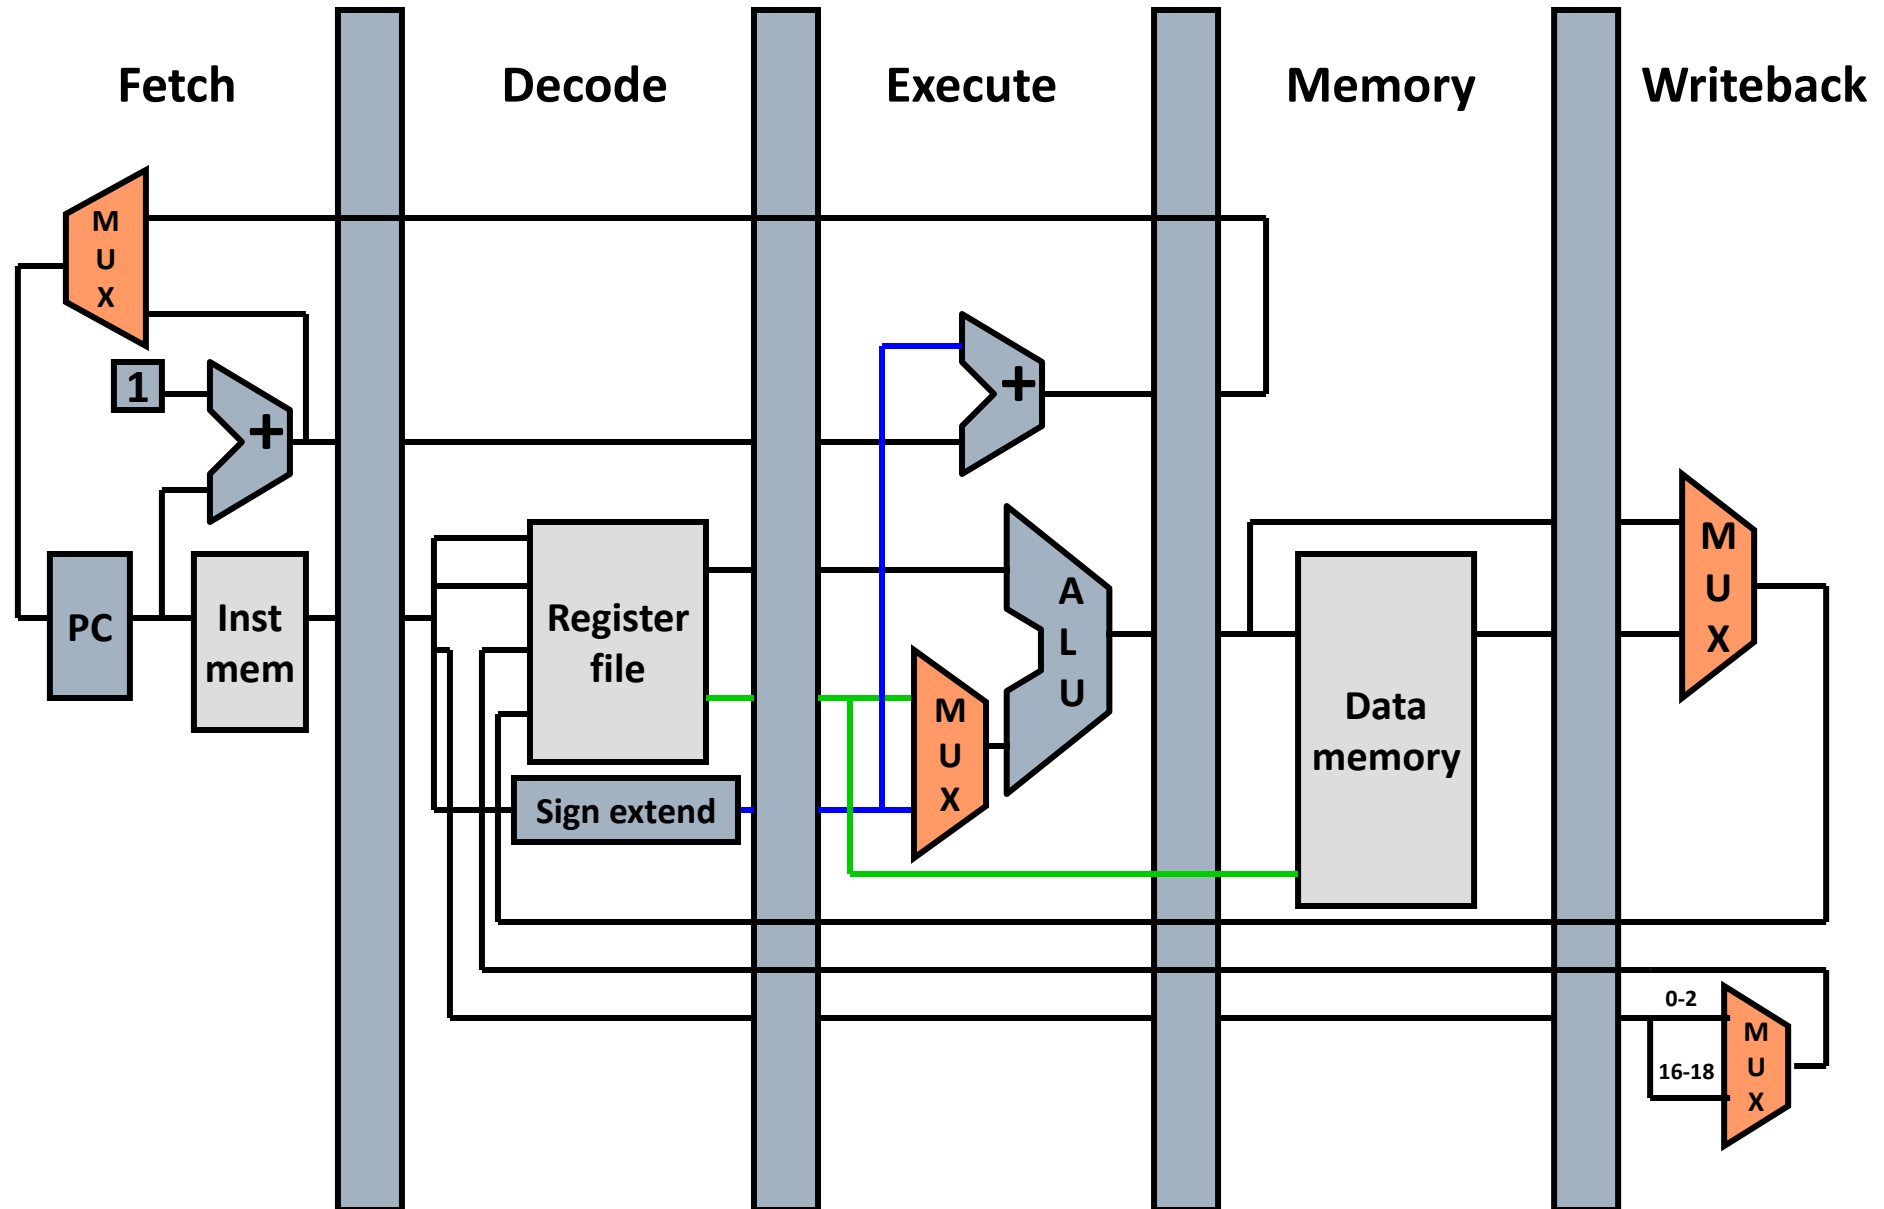 Fetch
Decode
Execute
Memory
Writeback
M
U
X
1
+
+
PC
Inst
mem
Register
file
Sign extend
M
U
X
A
L
U
Data
memory
M
U
X
0-2
16-18
M
U
X